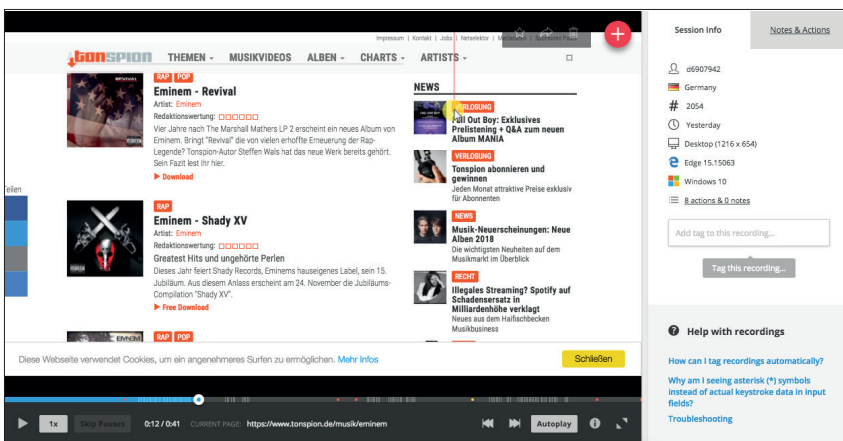 Impressum | Kontakt | Jobs | Netselektor |
tonspion
THEMEN
MUSIKVIDEOS
ALBEN
CHARTS
ARTISTS
REVIVAL
RAP POP
Eminem - Revival
Artist: Eminem
Redaktionswertung:
Vier Jahre nach The Marshall Mathers LP 2 erscheint ein neues Album von
Eminem. Bringt "Revival" die von vielen erhoffte Erneuerung der Rap-
Legende? Tonspion-Autor Steffen Wals hat das neue Werk bereits gehört.
Sein Fazit lest ihr hier.
Download
Teilen
RAP
Eminem - Shady XV
Artist: Eminem
Redaktionswertung:
Greatest Hits und ungehörte Perlen
Dieses Jahr feiert Shady Records, Eminems hauseigenes Label, sein 15.
Jubiläum. Aus diesem Anlass erscheint am 24. November die Jubiläums-
Compilation "Shady XV".
Free Download
EMINEM
RAP POP
NEWS
VERLOSUNG
Fall Out Boy: Exklusives
Prelistening + Q&A zum neuen
Album MANIA
VERLOSUNG
Tonspion abonnieren und
gewinnen
Jeden Monat attraktive Preise exklusiv
für Abonnenten
NEWS
Musik-Neuerscheinungen: Neue
Alben 2018
Die wichtigsten Neuheiten auf dem
Musikmarkt im Überblick
RECHT
Illegales Streaming? Spotify auf
Schadensersatz in
Milliardenhöhe verklagt
Neues aus dem Haifischbecken
Musikbusiness
Diese Webseite verwendet Cookies, um ein angenehmeres Surfen zu ermöglichen. Mehr Infos
Schließen
1x
Skip Pauses
0:12 / 0:41
CURRENT PAGE: https://www.tonspion.de/musik/eminem
Autoplay
Session Info
Notes & Actions
d6907942
Germany
# 2054
Yesterday
Desktop (1216 x 654)
Edge 15.15063
Windows 10
8 actions & 0 notes
Add tag to this recording...
Tag this recording...
Help with recordings
How can I tag recordings automatically?
Why am I seeing asterisk (*) symbols
instead of actual keystroke data in input
fields?
Troubleshooting